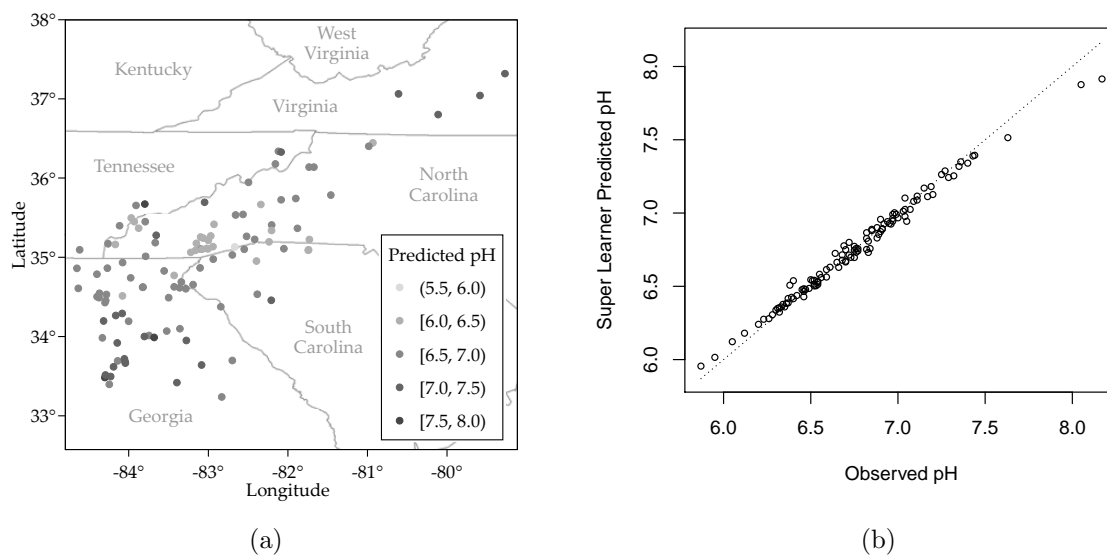 38°
37°
36°
35°
34°
33°
Latitude
West
Virginia
Kentucky
Virginia
Tennessee
North
Carolina
South
Carolina
Georgia
Predicted pH
(5.5, 6.0)
[6.0, 6.5)
[6.5, 7.0)
[7.0, 7.5)
[7.5, 8.0)
-84°
-83°
-82°
-81°
-80°
Longitude
(a)
Super Learner Predicted pH
8.0
7.5
7.0
6.5
6.0
6.0
6.5
7.0
7.5
8.0
Observed pH
(b)